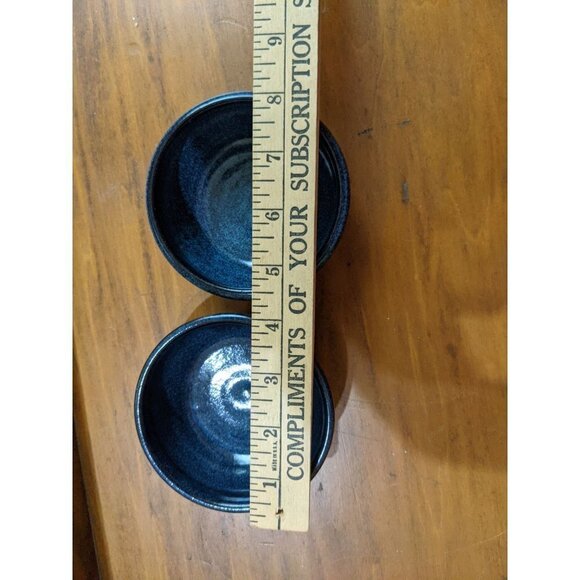 COMPLIMENTS OF YOUR SUBSCRIPTION S
1 2 3 4 5 6 7 8 9